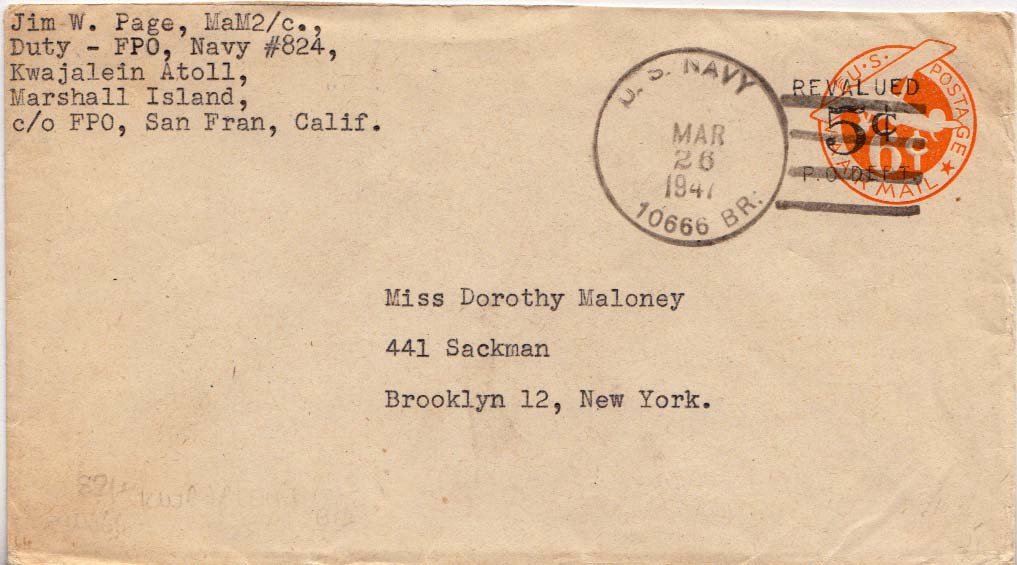 Jim W. Page, MaM2/c.,
Duty - FPO, Navy #824,
Kwajalein Atoll,
Marshall Island,
c/o FPO, San Fran, Calif.
U. S. NAVY
MAR
26
1947
10666 BR.
U.S. POSTAGE
REVALUED
5¢
6¢
P.O. DEPT.
AIR MAIL
Miss Dorothy Maloney
441 Sackman
Brooklyn 12, New York.